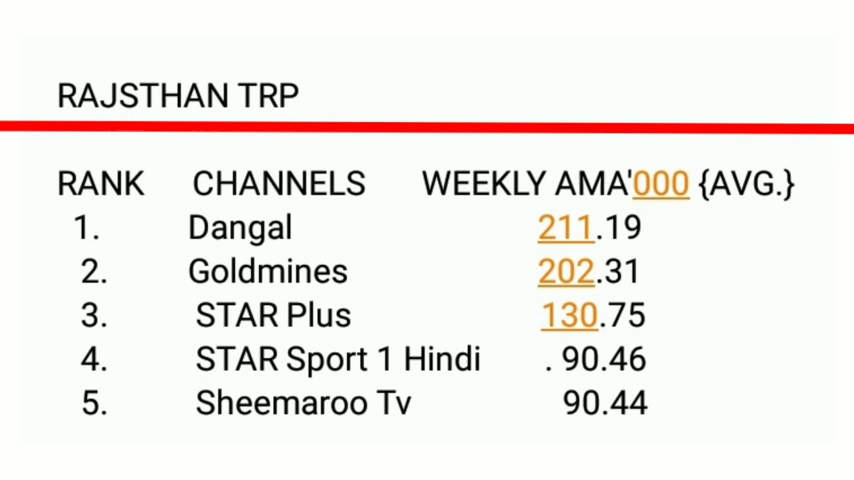 RAJSTHAN TRP
RANK CHANNELS WEEKLY AMA'000 {AVG.}
1. Dangal 211.19
2. Goldmines 202.31
3. STAR Plus 130.75
4. STAR Sport 1 Hindi . 90.46
5. Sheemaroo Tv 90.44